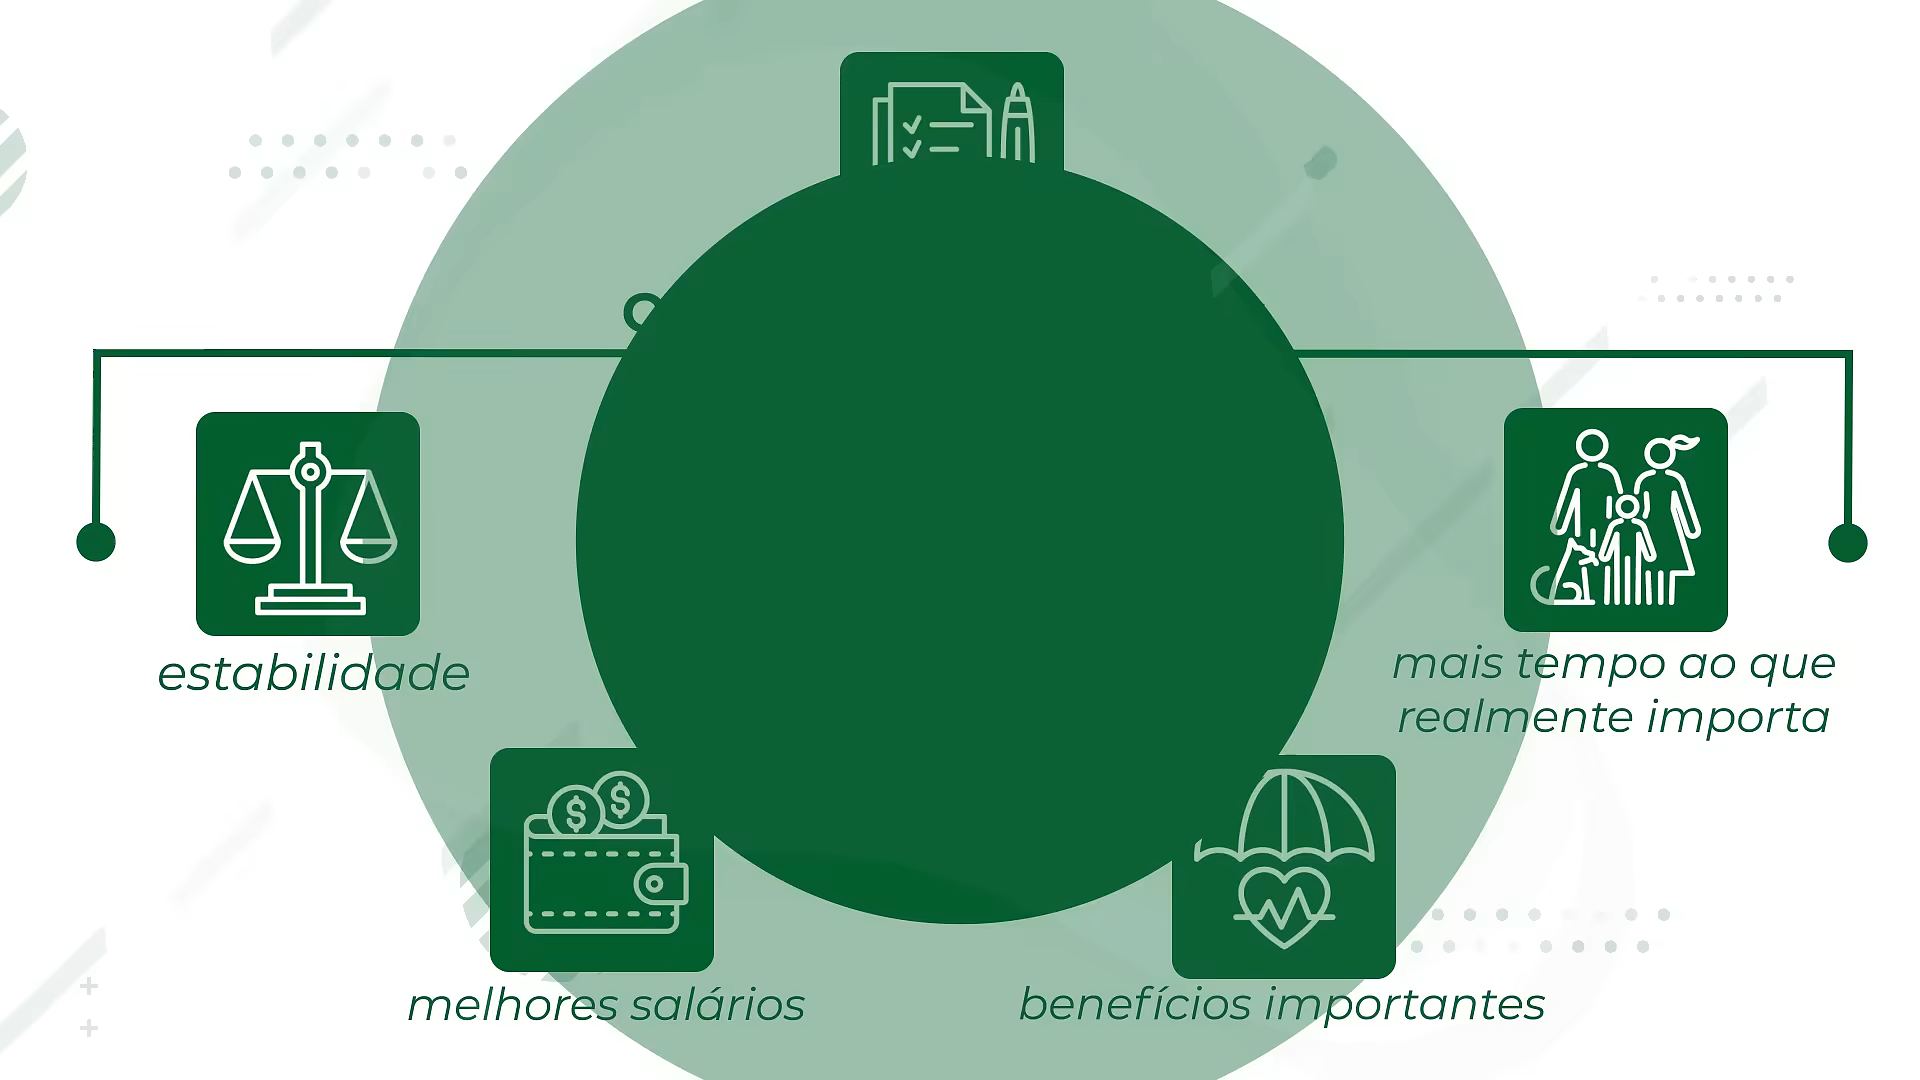 estabilidade
mais tempo ao que
realmente importa
melhores salários
benefícios importantes